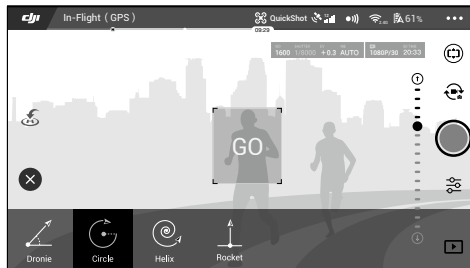 dji In-Flight (GPS) QuickShot 61%
09:29
1600 1/8000 +0.3 AUTO 1080P/30 20:33
H
GO
Dronie Circle Helix Rocket